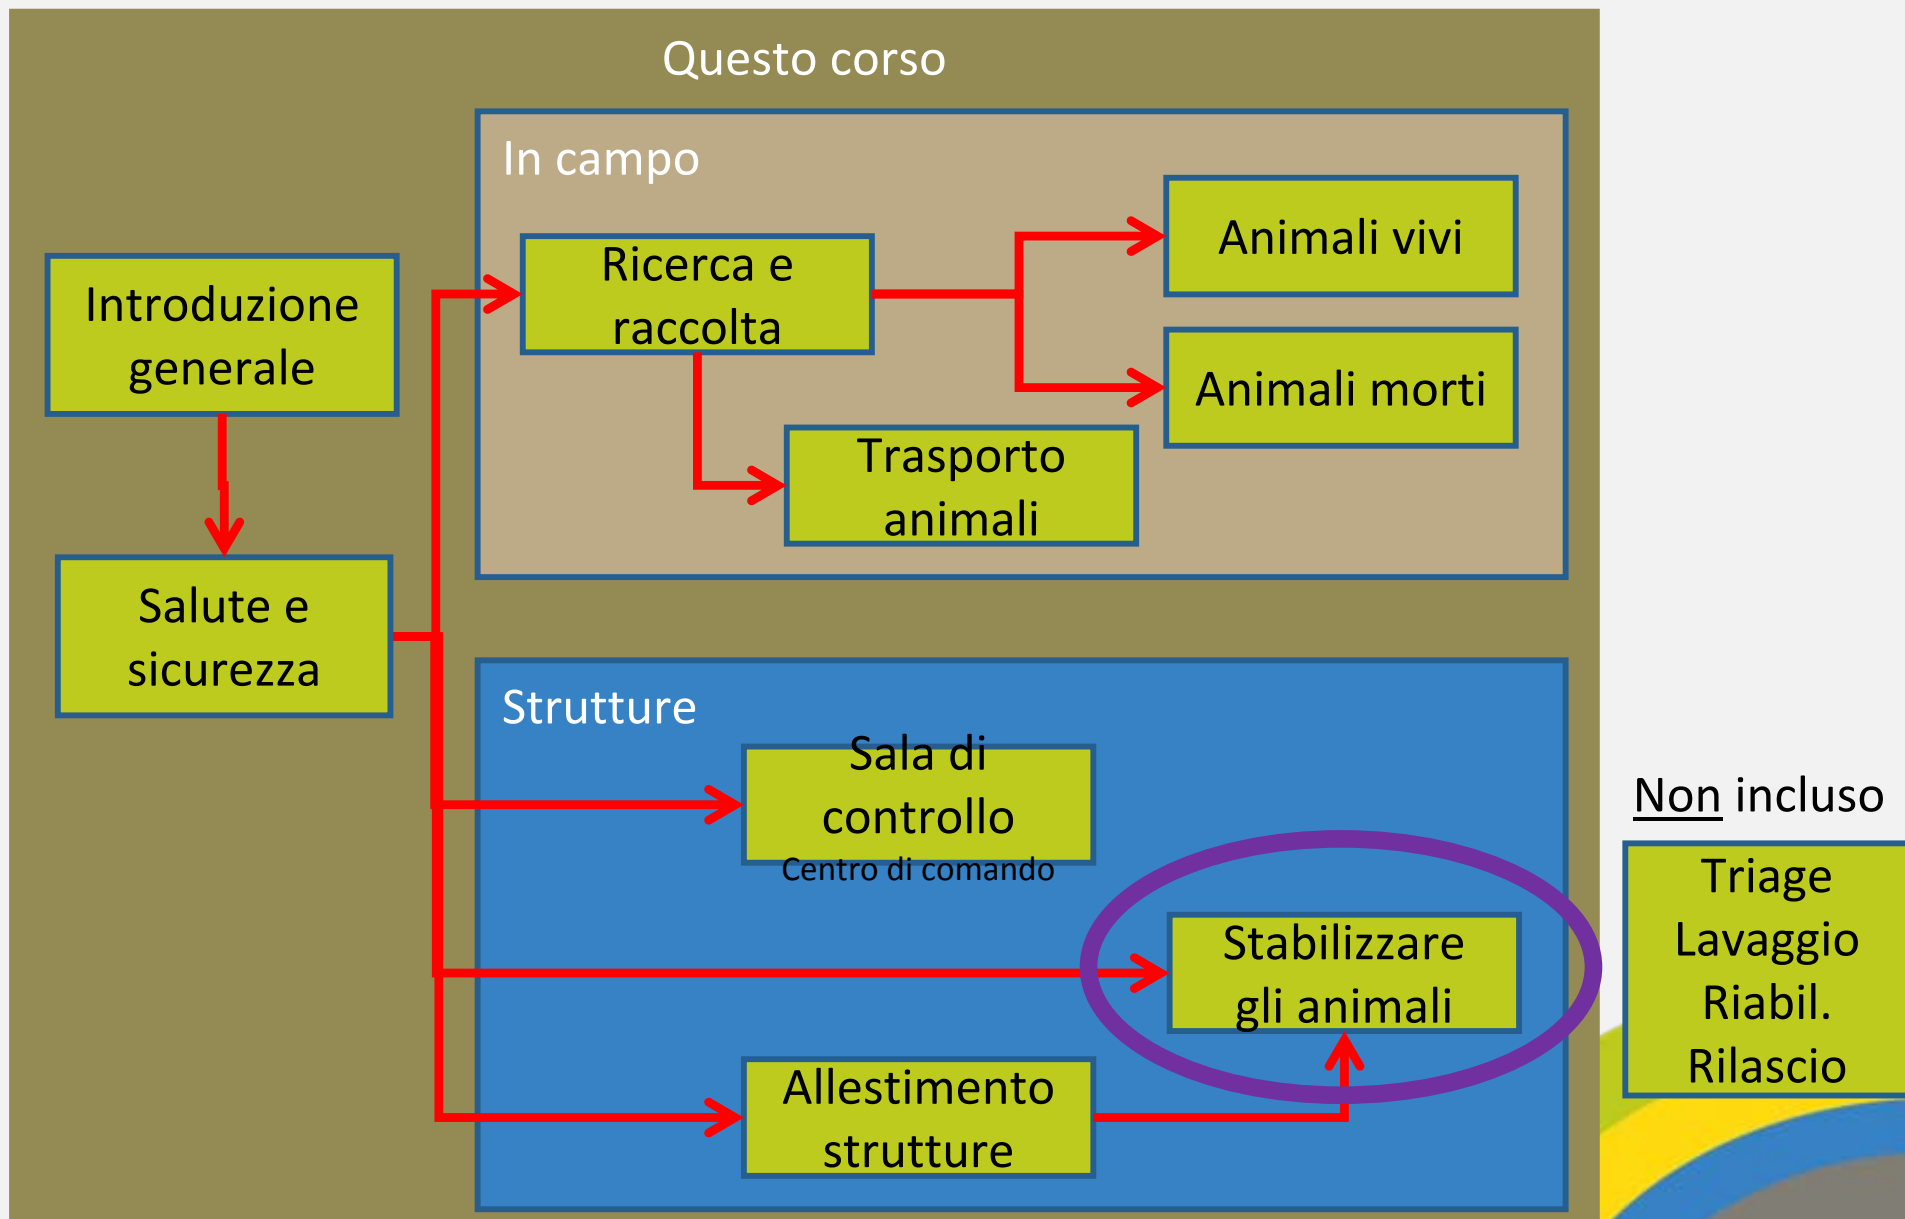 Questo corso
In campo
Introduzione
generale
Salute e
sicurezza
Ricerca e
raccolta
Animali vivi
Animali morti
Trasporto
animali
Strutture
Sala di
controllo
Centro di comando
Stabilizzare
gli animali
Allestimento
strutture
Non incluso
Triage
Lavaggio
Riabil.
Rilascio